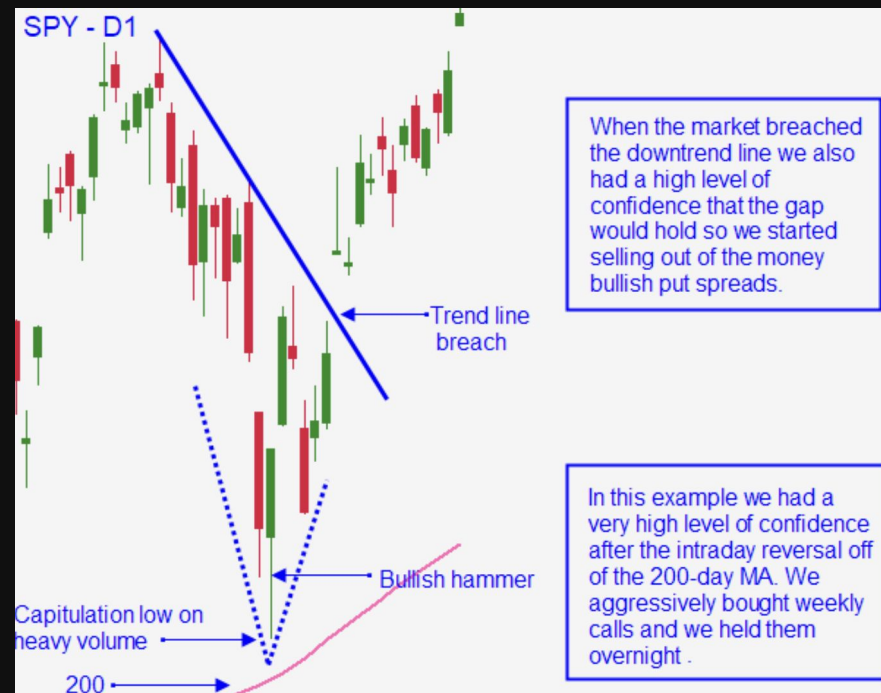 SPY - D1
When the market breached
the downtrend line we also
had a high level of
confidence that the gap
would hold so we started
selling out of the money
bullish put spreads.
Trend line
breach
In this example we had a
very high level of confidence
after the intraday reversal off
of the 200-day MA. We
aggressively bought weekly
calls and we held them
overnight .
Bullish hammer
Capitulation low on
heavy volume
200